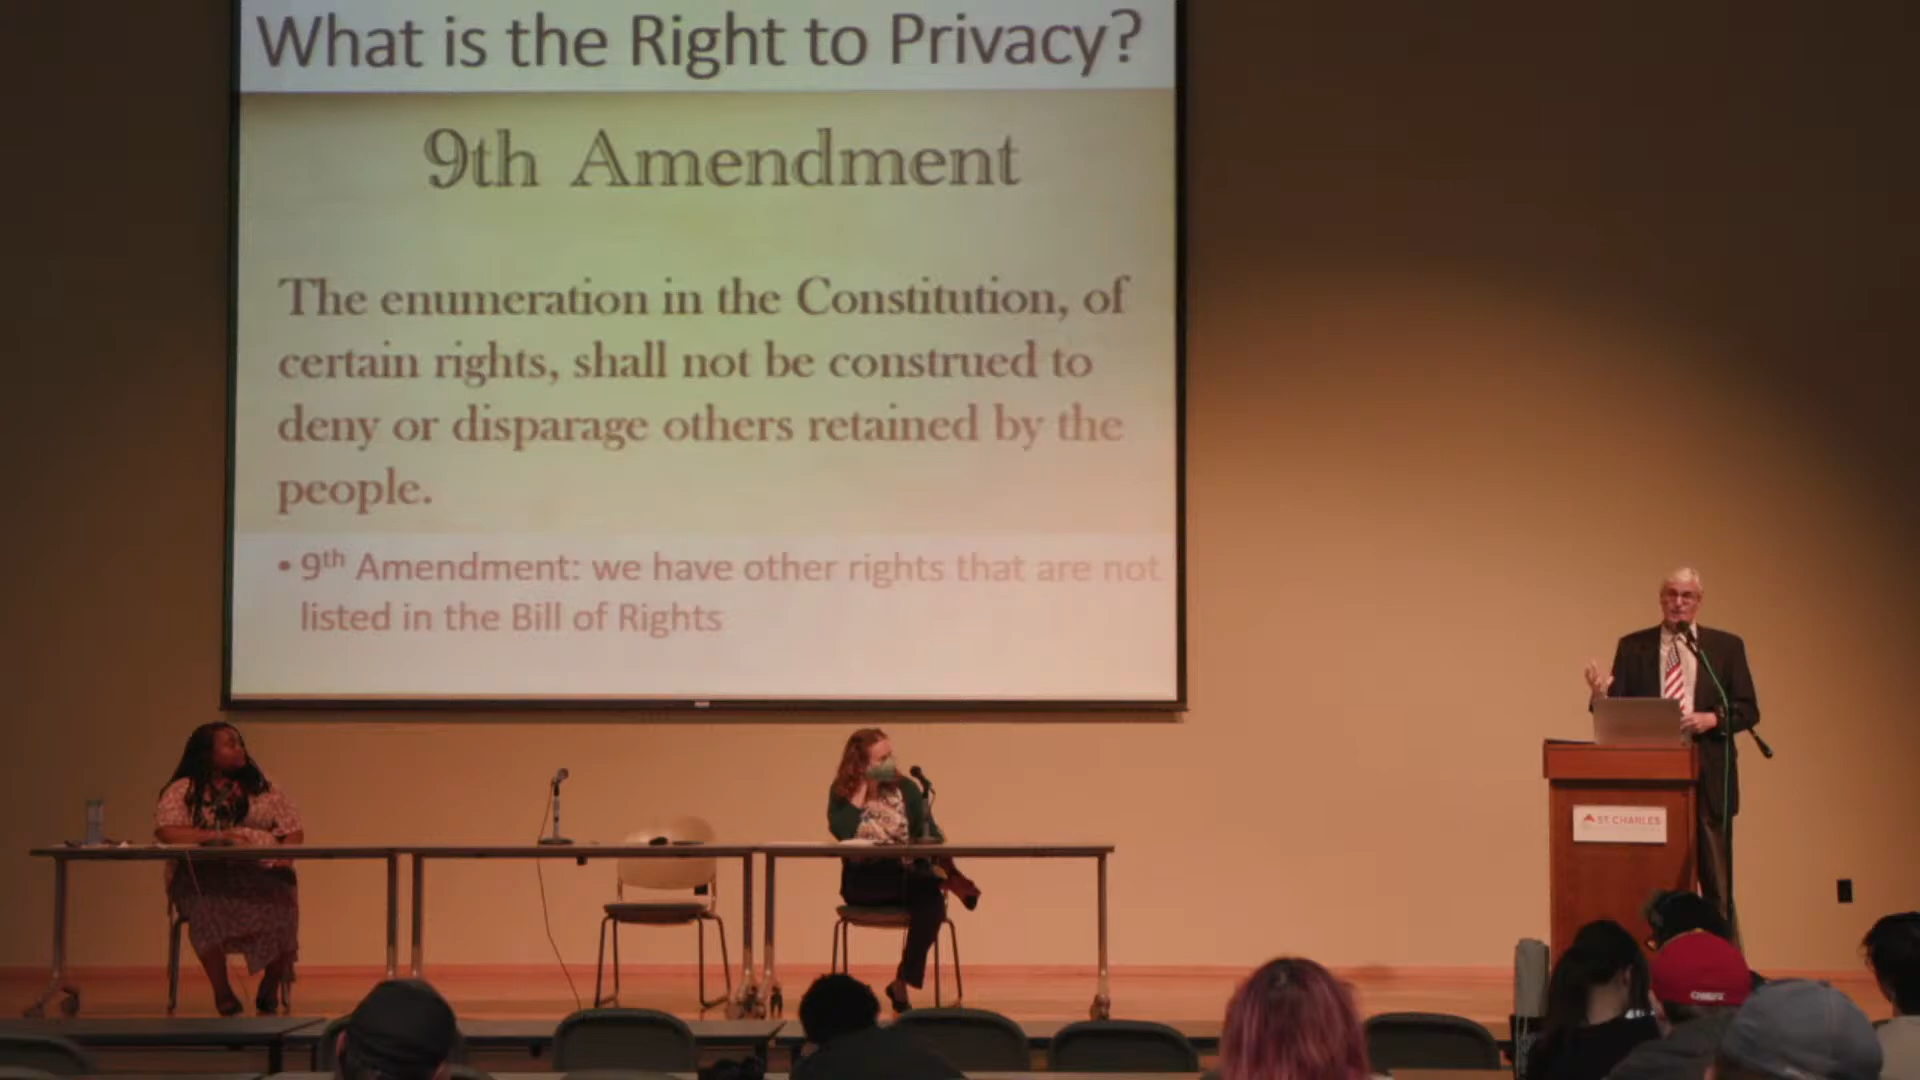 What is the Right to Privacy?
9th Amendment
The enumeration in the Constitution, of
certain rights, shall not be construed to
deny or disparage others retained by the
people.
• 9th Amendment: we have other rights that are not
listed in the Bill of Rights
ST CHARLES
CHIEFS